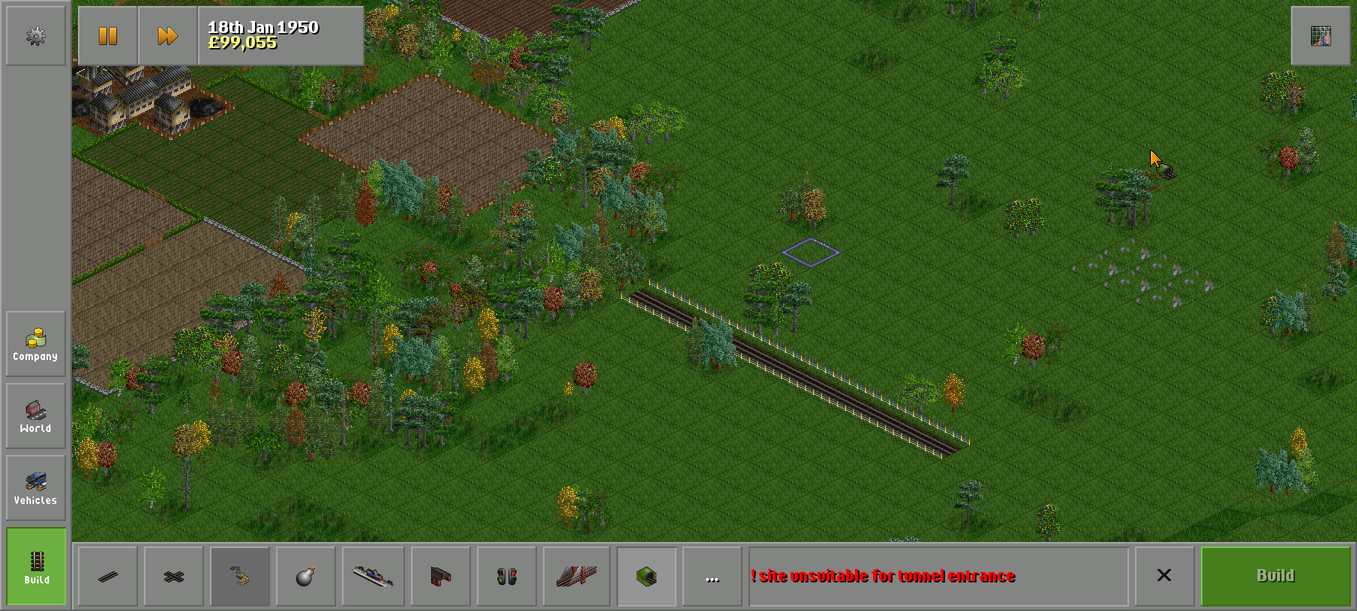 18th Jan 1950
£99,055
Company
World
Vehicles
Build
...
! site unsuitable for tunnel entrance
Build